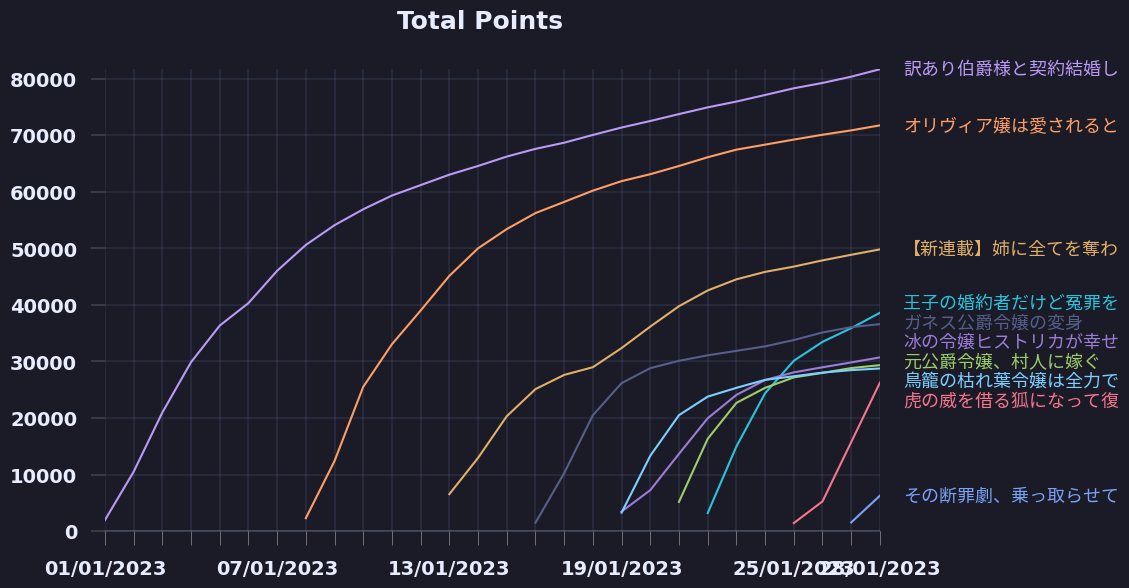 Total Points
80000
70000
60000
50000
40000
30000
20000
10000
0
01/01/2023
07/01/2023
13/01/2023
19/01/2023
25/01/2023
28/01/2023
訳あり伯爵様と契約結婚し
オリヴィア嬢は愛されると
【新連載】姉に全てを奪わ
王子の婚約者だけど冤罪を
ガネス公爵令嬢の変身
氷の令嬢ヒストリカが幸せ
元公爵令嬢、村人に嫁ぐ
鳥籠の枯れ葉令嬢は全力で
虎の威を借る狐になって復
その断罪劇、乗っ取らせて